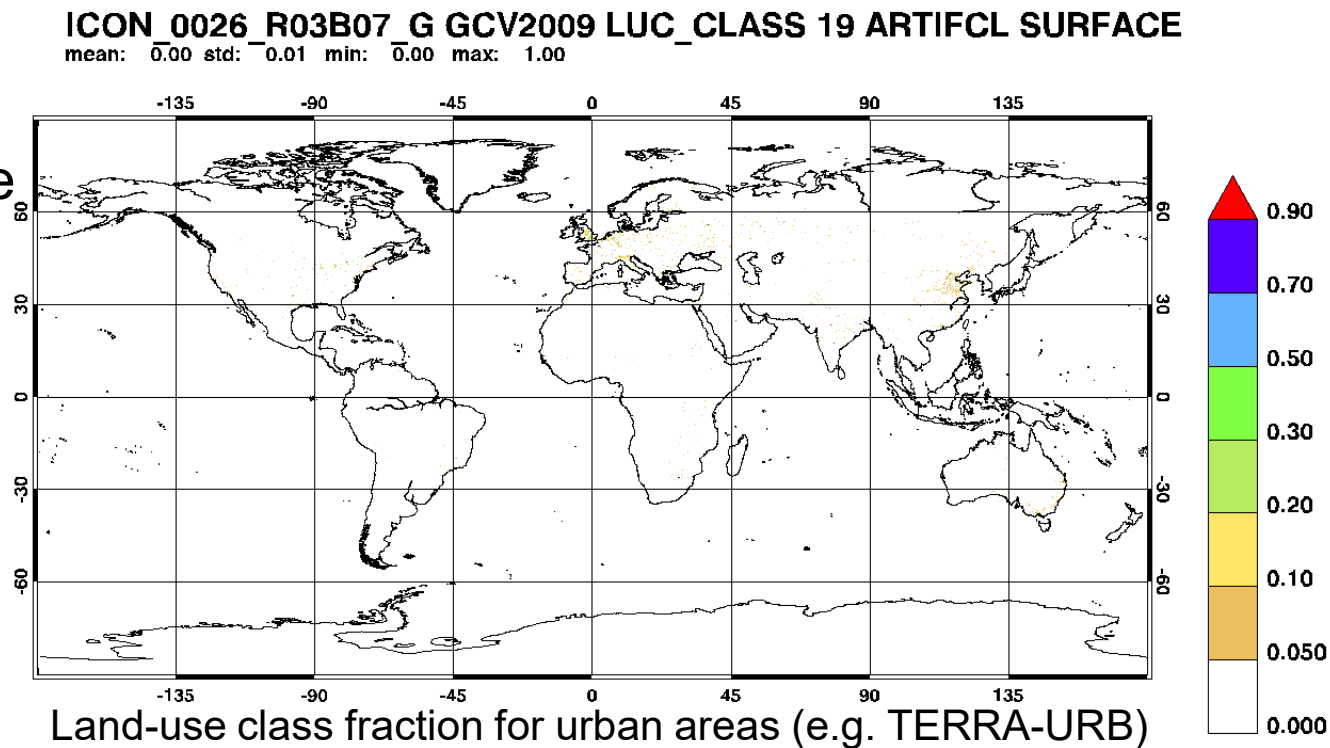 ICON_0026_R03B07_G GCV2009 LUC_CLASS 19 ARTIFCL SURFACE
mean: 0.00 std: 0.01 min: 0.00 max: 1.00
-135 -90 -45 0 45 90 135
60 60
30 30
0 0
-30 -30
-60 -60
-135 -90 -45 0 45 90 135
0.90
0.70
0.50
0.30
0.20
0.10
0.050
0.000
Land-use class fraction for urban areas (e.g. TERRA-URB)